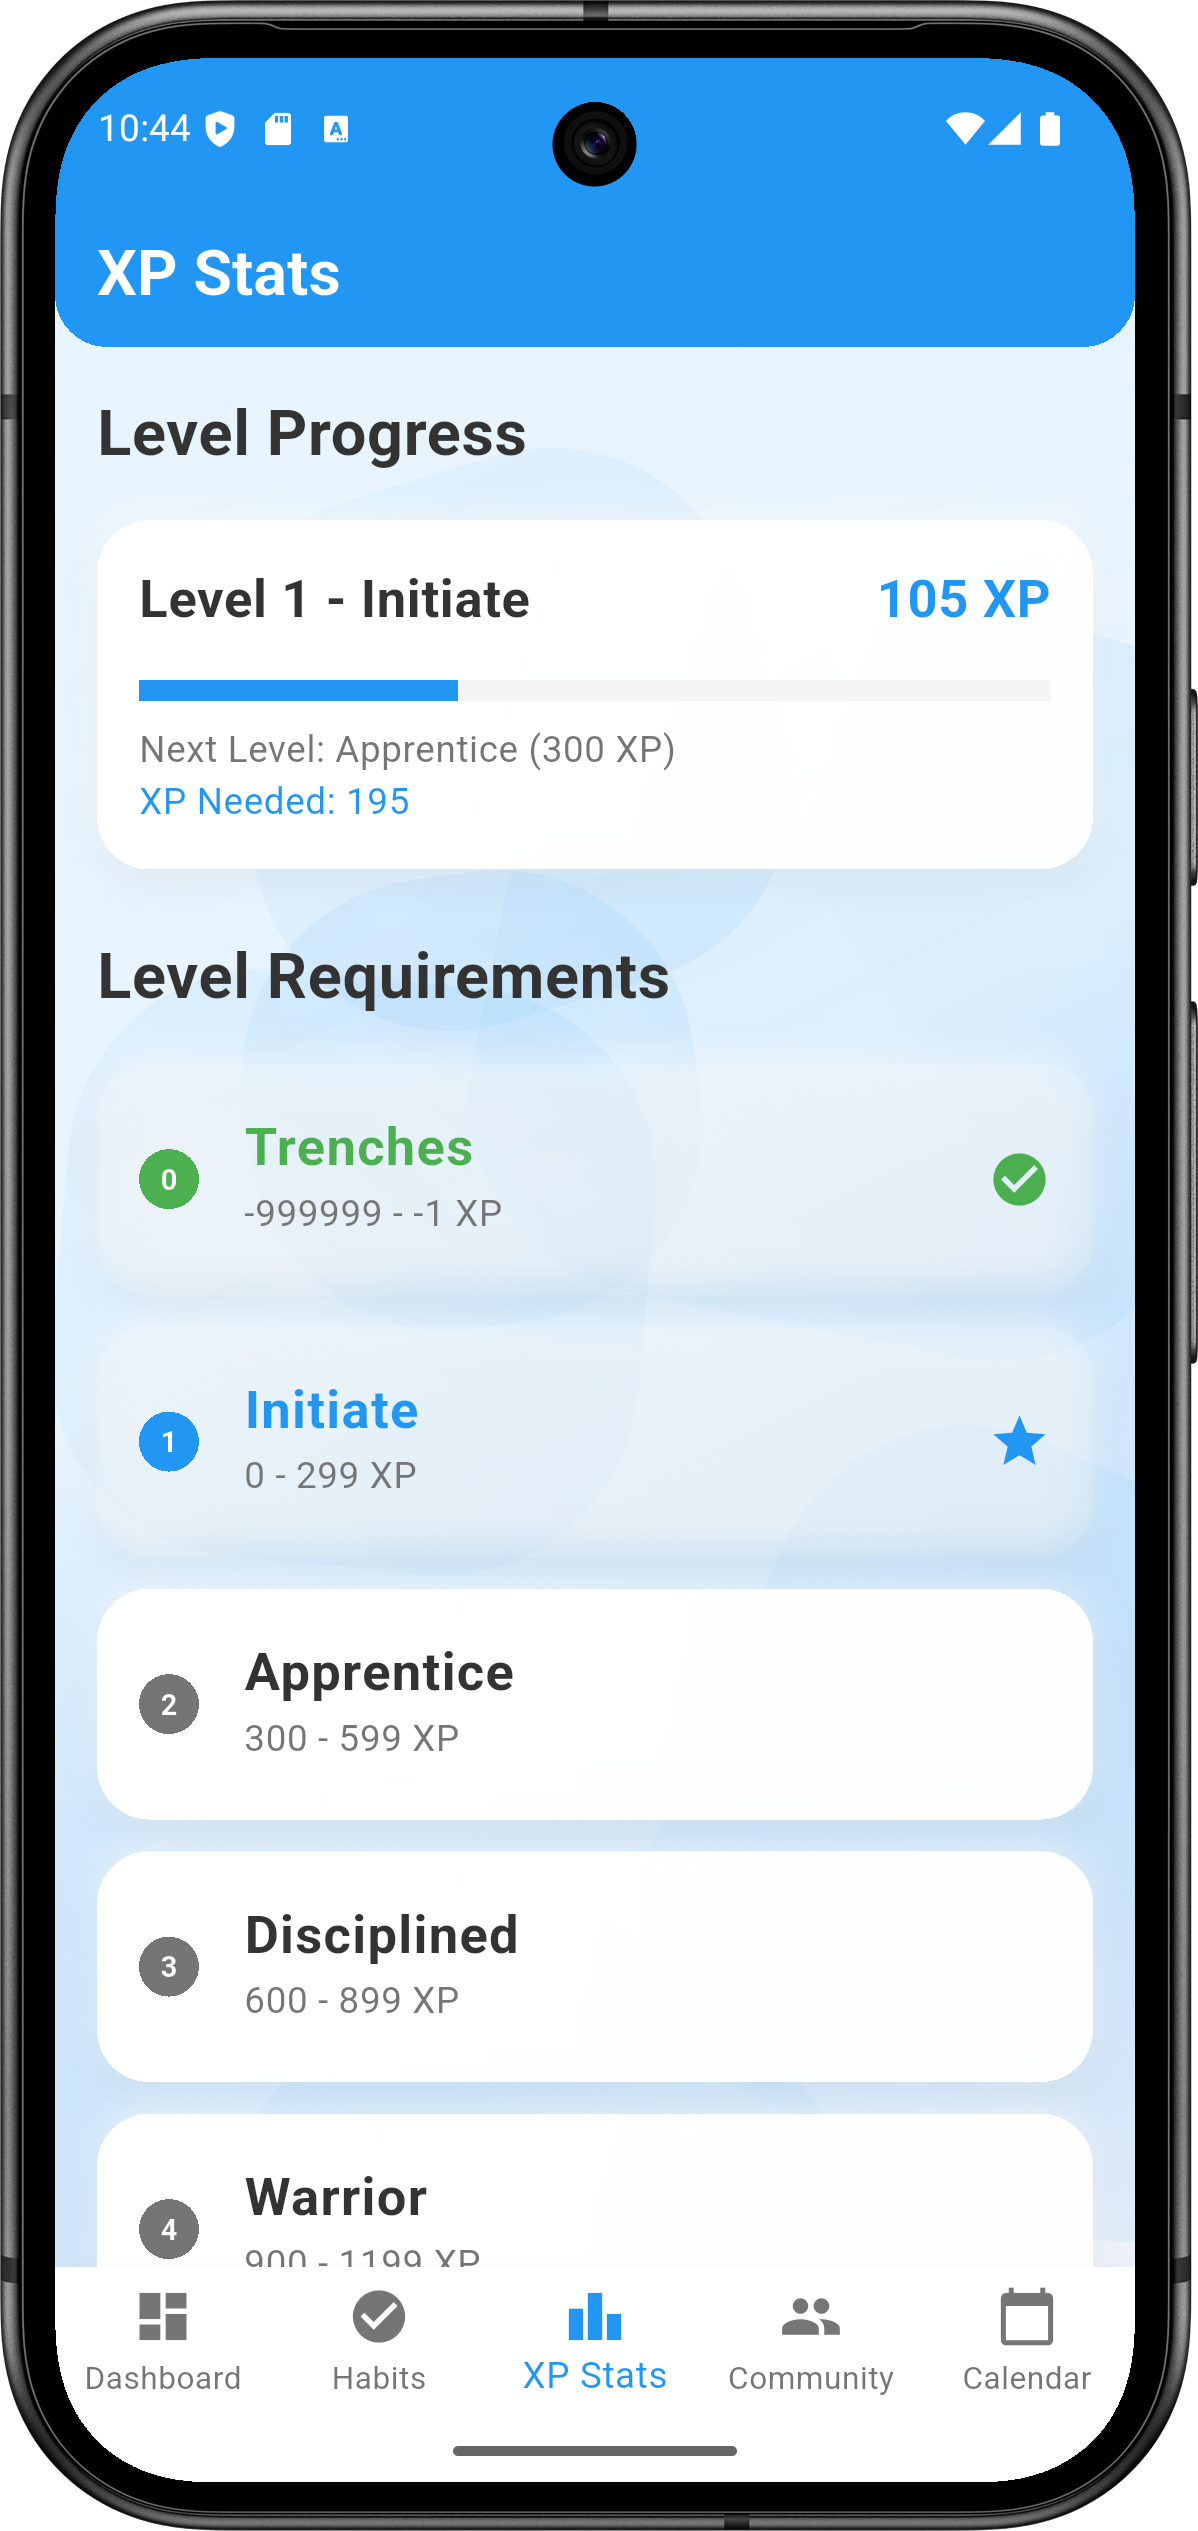 10:44
XP Stats
Level Progress
Level 1 - Initiate 105 XP
Next Level: Apprentice (300 XP)
XP Needed: 195
Level Requirements
0 Trenches
-999999 - -1 XP
1 Initiate
0 - 299 XP
2 Apprentice
300 - 599 XP
3 Disciplined
600 - 899 XP
4 Warrior
900 - 1199 XP
Dashboard Habits XP Stats Community Calendar